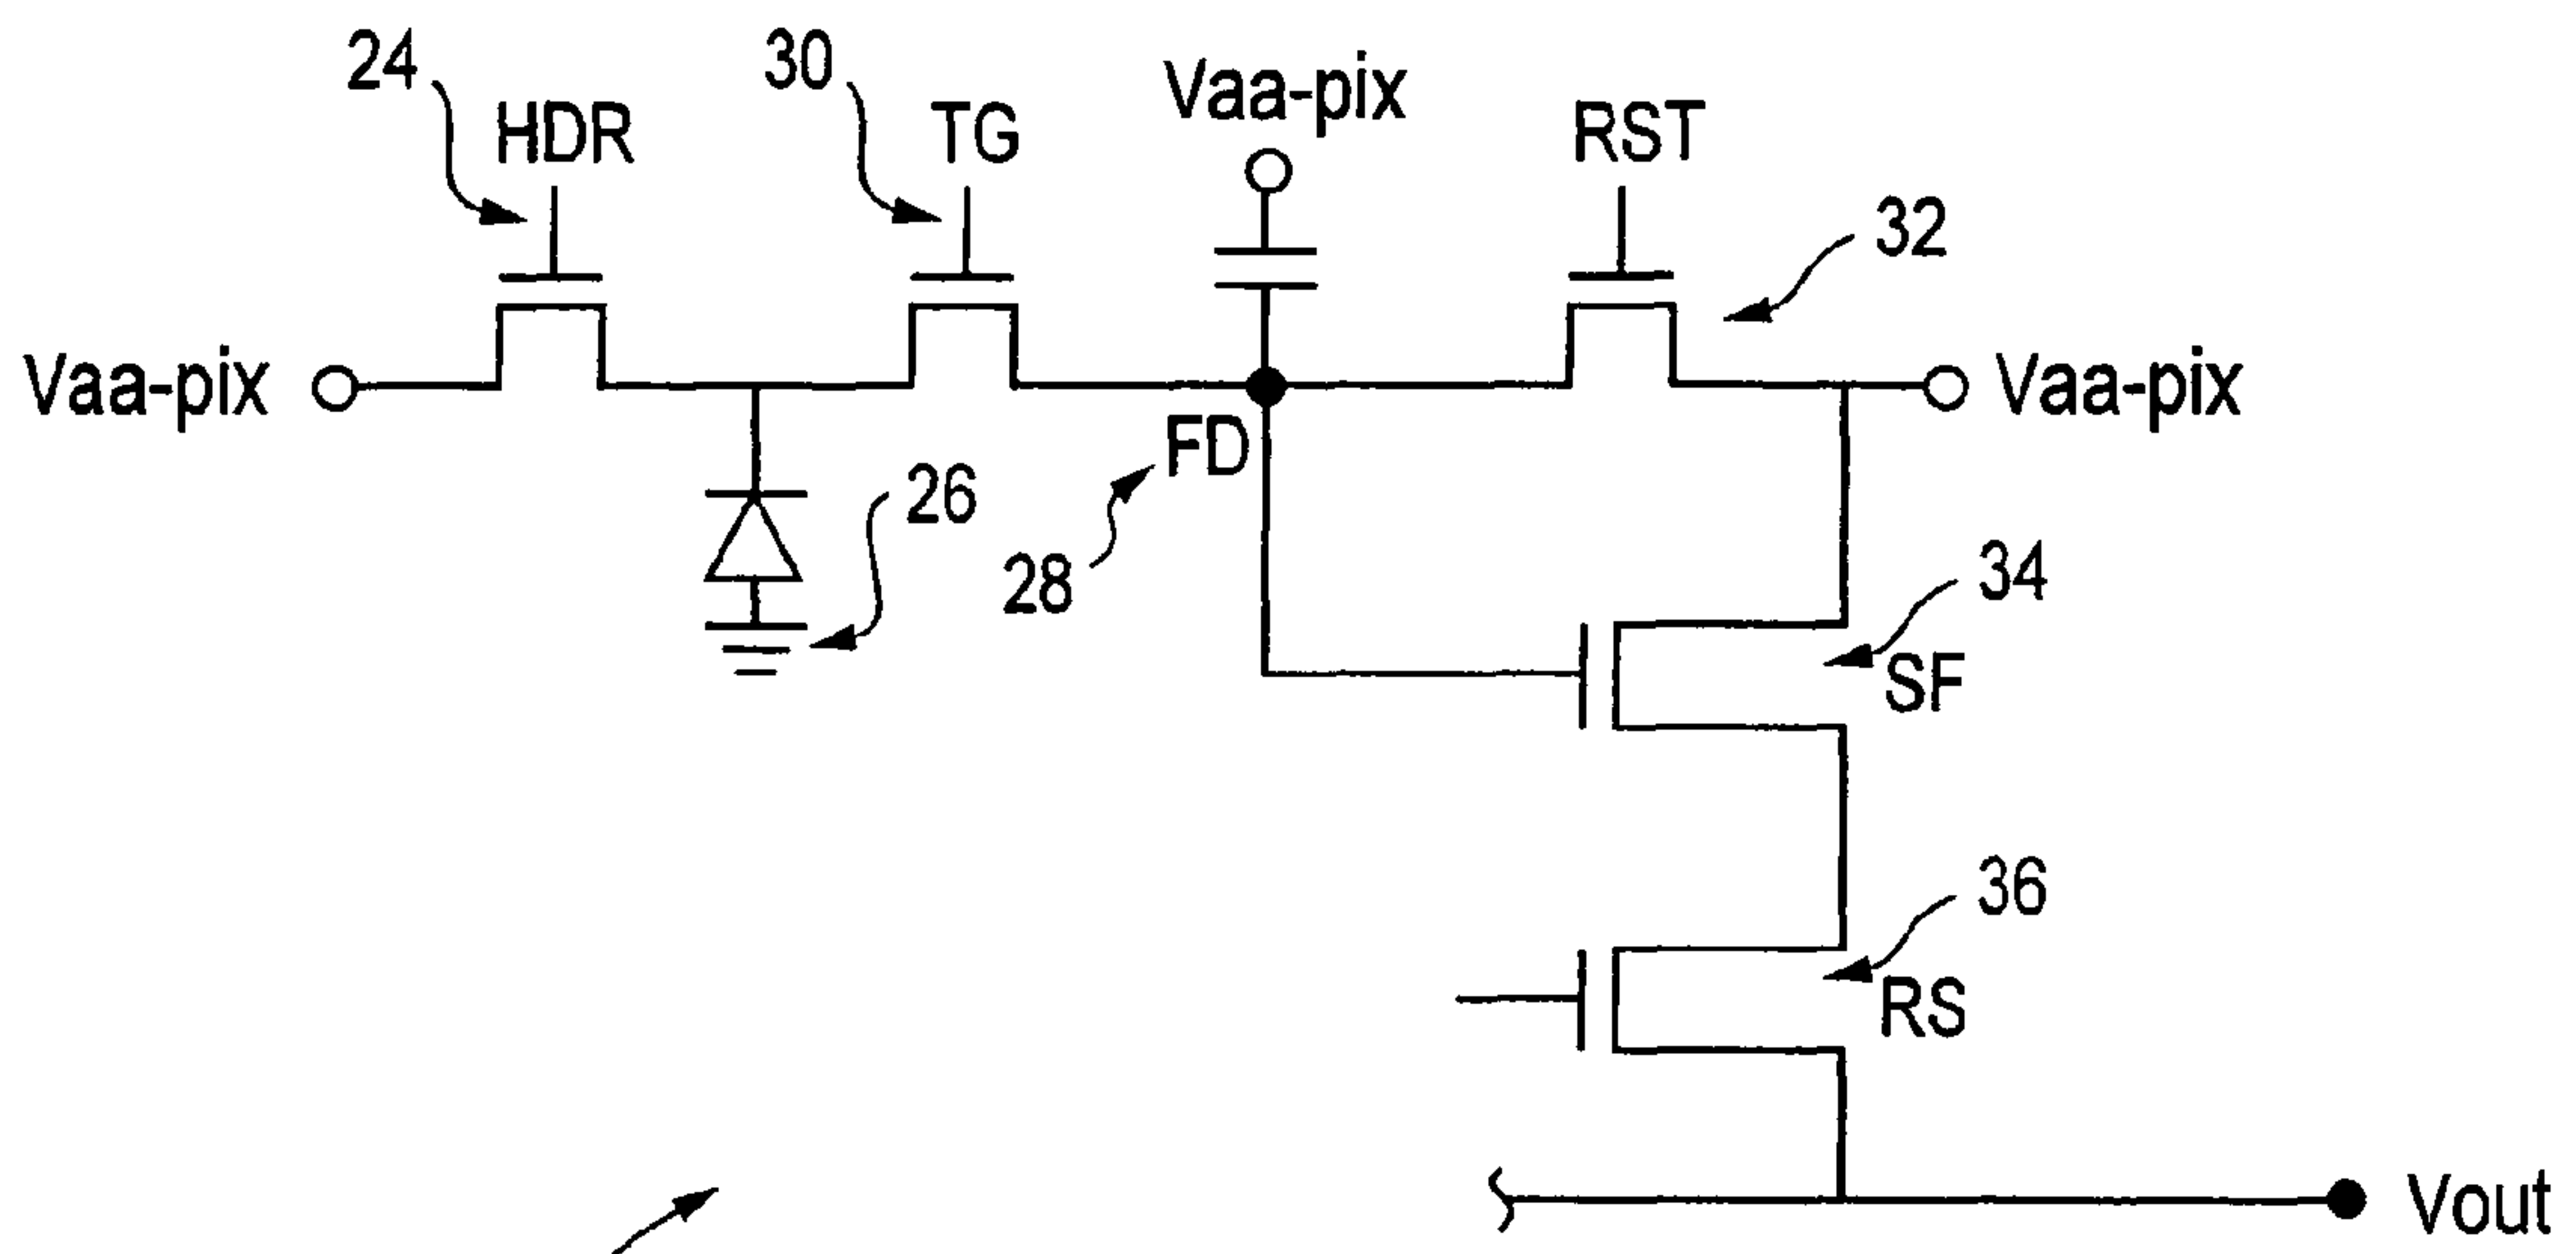 24
HDR
30
TG
Vaa-pix
RST
32
Vaa-pix
Vaa-pix
FD
26
28
34
SF
36
RS
Vout